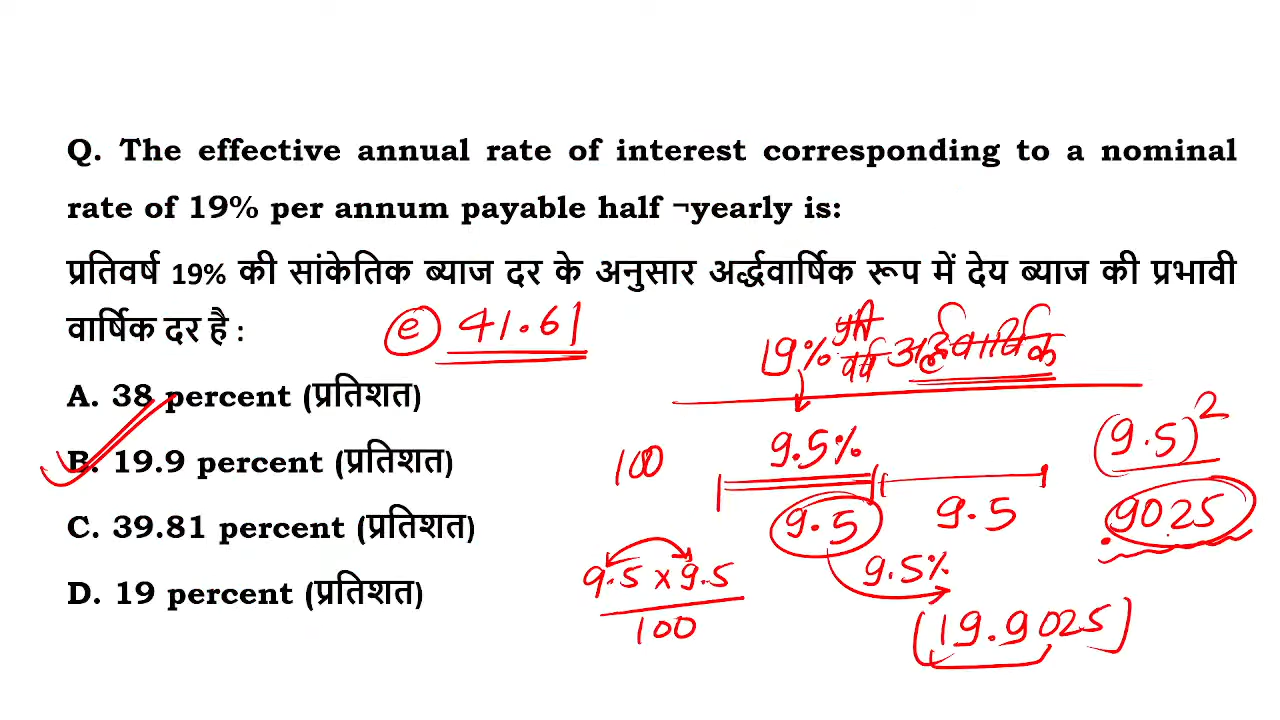 Q. The effective annual rate of interest corresponding to a nominal
rate of 19% per annum payable half ¬yearly is:
प्रतिवर्ष 19% की सांकेतिक ब्याज दर के अनुसार अर्द्धवार्षिक रूप में देय ब्याज की प्रभावी
वार्षिक दर है :
e 41.61
19% प्रति वर्ष अर्द्धवार्षिक
A. 38 percent (प्रतिशत)
B. 19.9 percent (प्रतिशत)
C. 39.81 percent (प्रतिशत)
D. 19 percent (प्रतिशत)
100
9.5%
(9.5)2
9.5
9.5
.9025
9.5 x 9.5
100
9.5%
[19.9025]